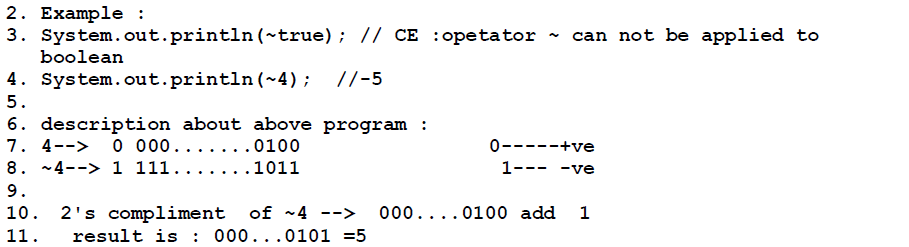 2. Example :
3. System.out.println(~true); // CE :opetator ~ can not be applied to
boolean
4. System.out.println(~4);  //-5
5.
6. description about above program :
7. 4-->  0 000.......0100                0-----+ve
8. ~4--> 1 111.......1011                 1--- -ve
9.
10.  2's compliment  of ~4 -->  000....0100 add  1
11.   result is : 000...0101 =5